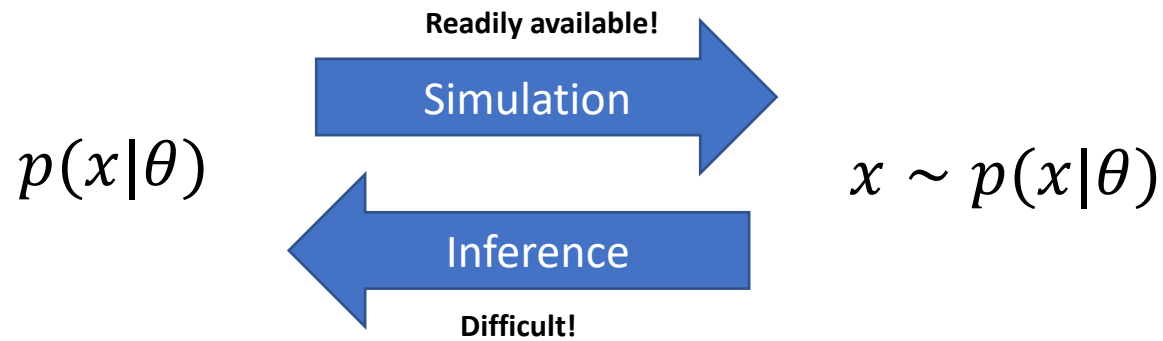 Readily available!
Simulation
p(x|θ)
x ~ p(x|θ)
Inference
Difficult!